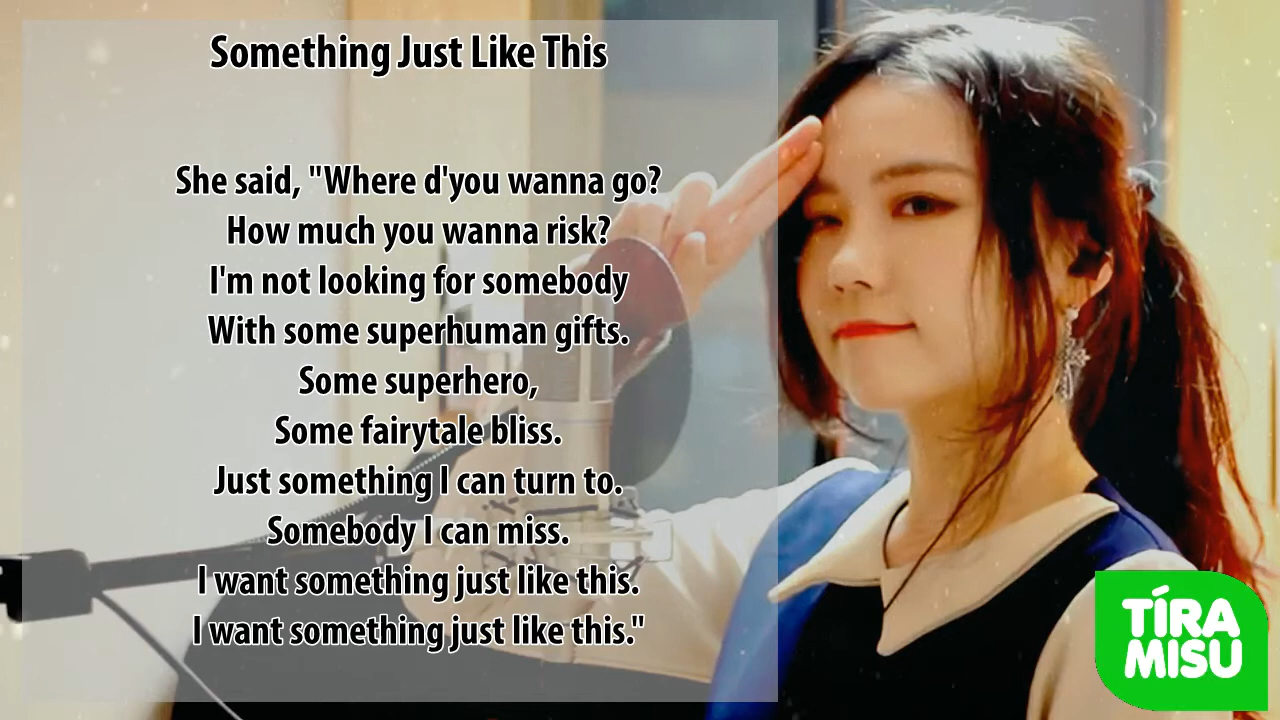 Something Just Like This
She said, "Where d'you wanna go?
How much you wanna risk?
I'm not looking for somebody
With some superhuman gifts.
Some superhero,
Some fairytale bliss.
Just something I can turn to.
Somebody I can miss.
I want something just like this.
I want something just like this."
TÍRA
MISU